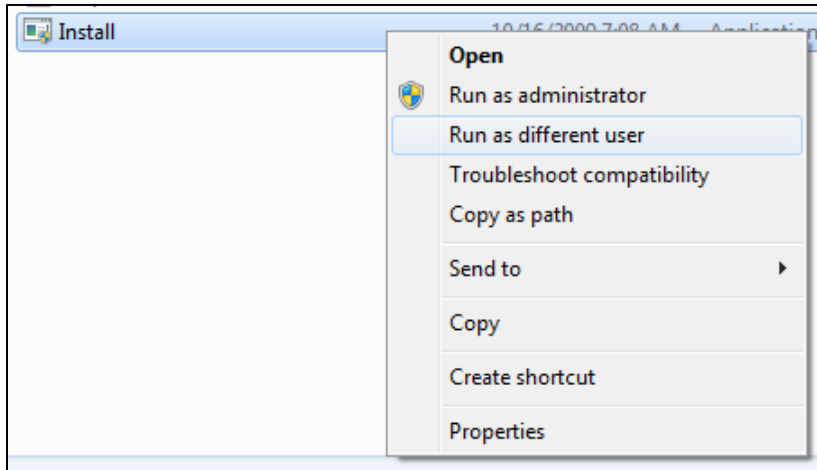 Install
Open
Run as administrator
Run as different user
Troubleshoot compatibility
Copy as path
Send to
Copy
Create shortcut
Properties